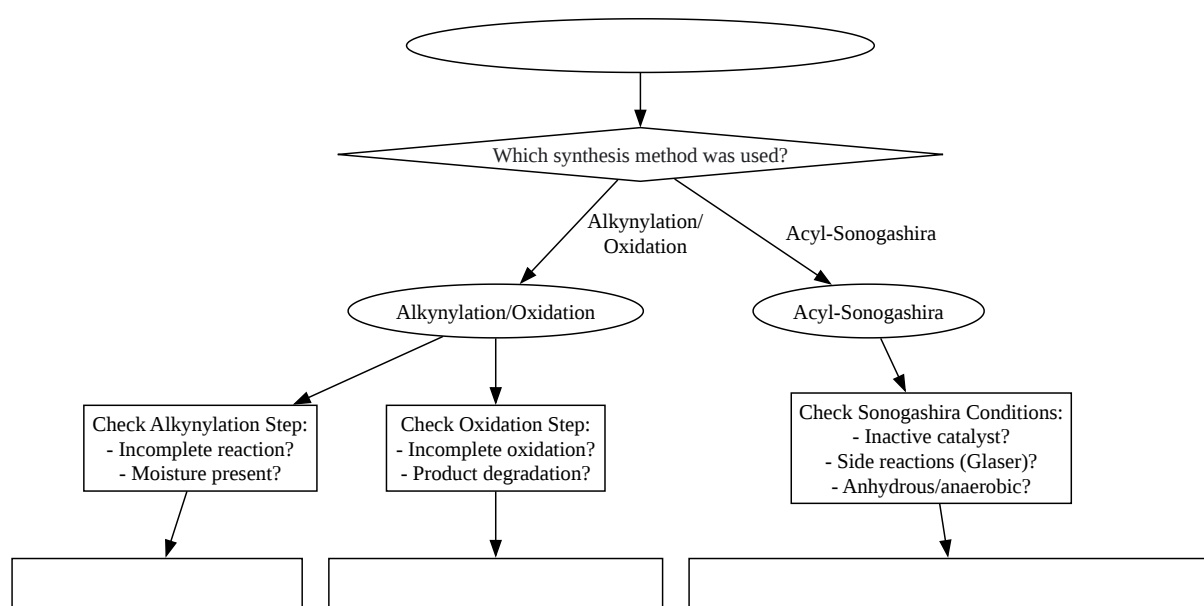 Which synthesis method was used?
Alkynylation/
Oxidation
Acyl-Sonogashira
Alkynylation/Oxidation
Acyl-Sonogashira
Check Alkynylation Step:
- Incomplete reaction?
- Moisture present?
Check Oxidation Step:
- Incomplete oxidation?
- Product degradation?
Check Sonogashira Conditions:
- Inactive catalyst?
- Side reactions (Glaser)?
- Anhydrous/anaerobic?